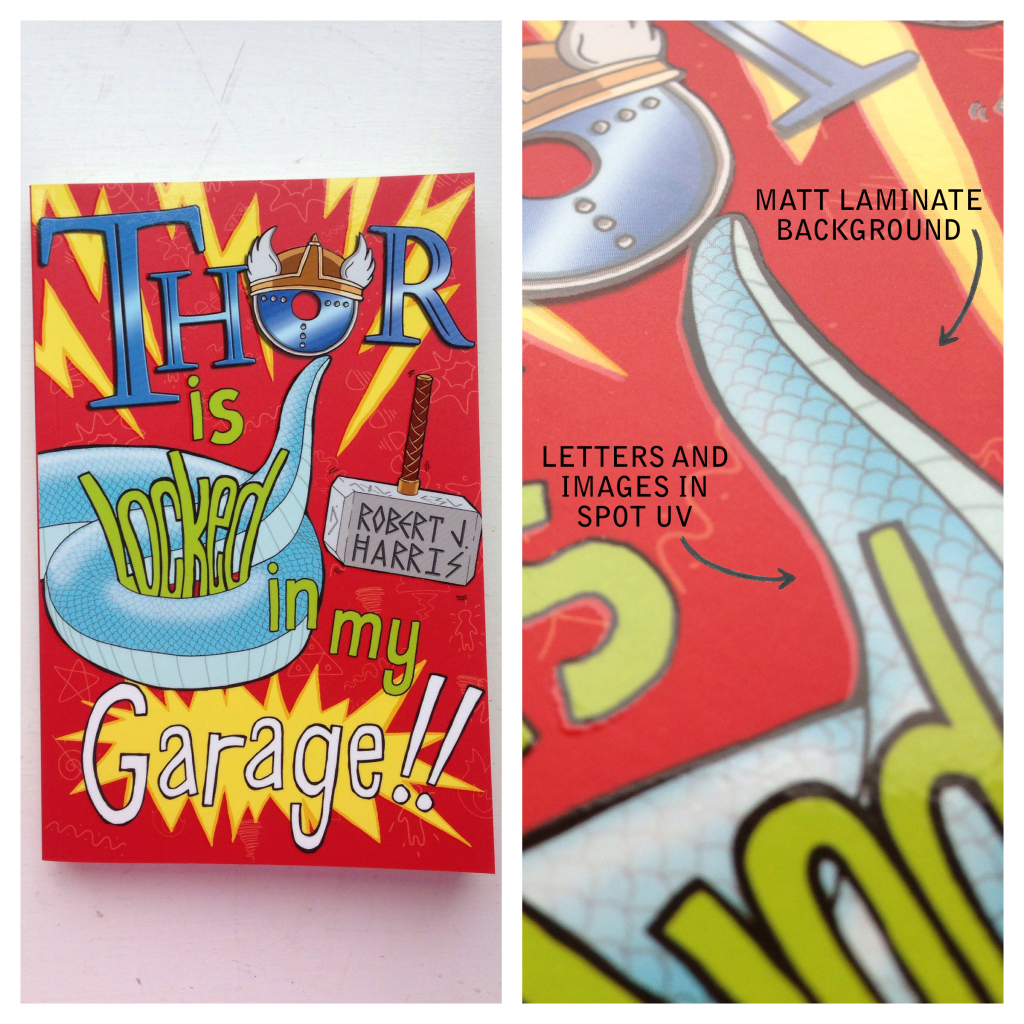 THOR
is
locked
in my
Garage!!
ROBERT J.
HARRIS
MATT LAMINATE
BACKGROUND
LETTERS AND
IMAGES IN
SPOT UV